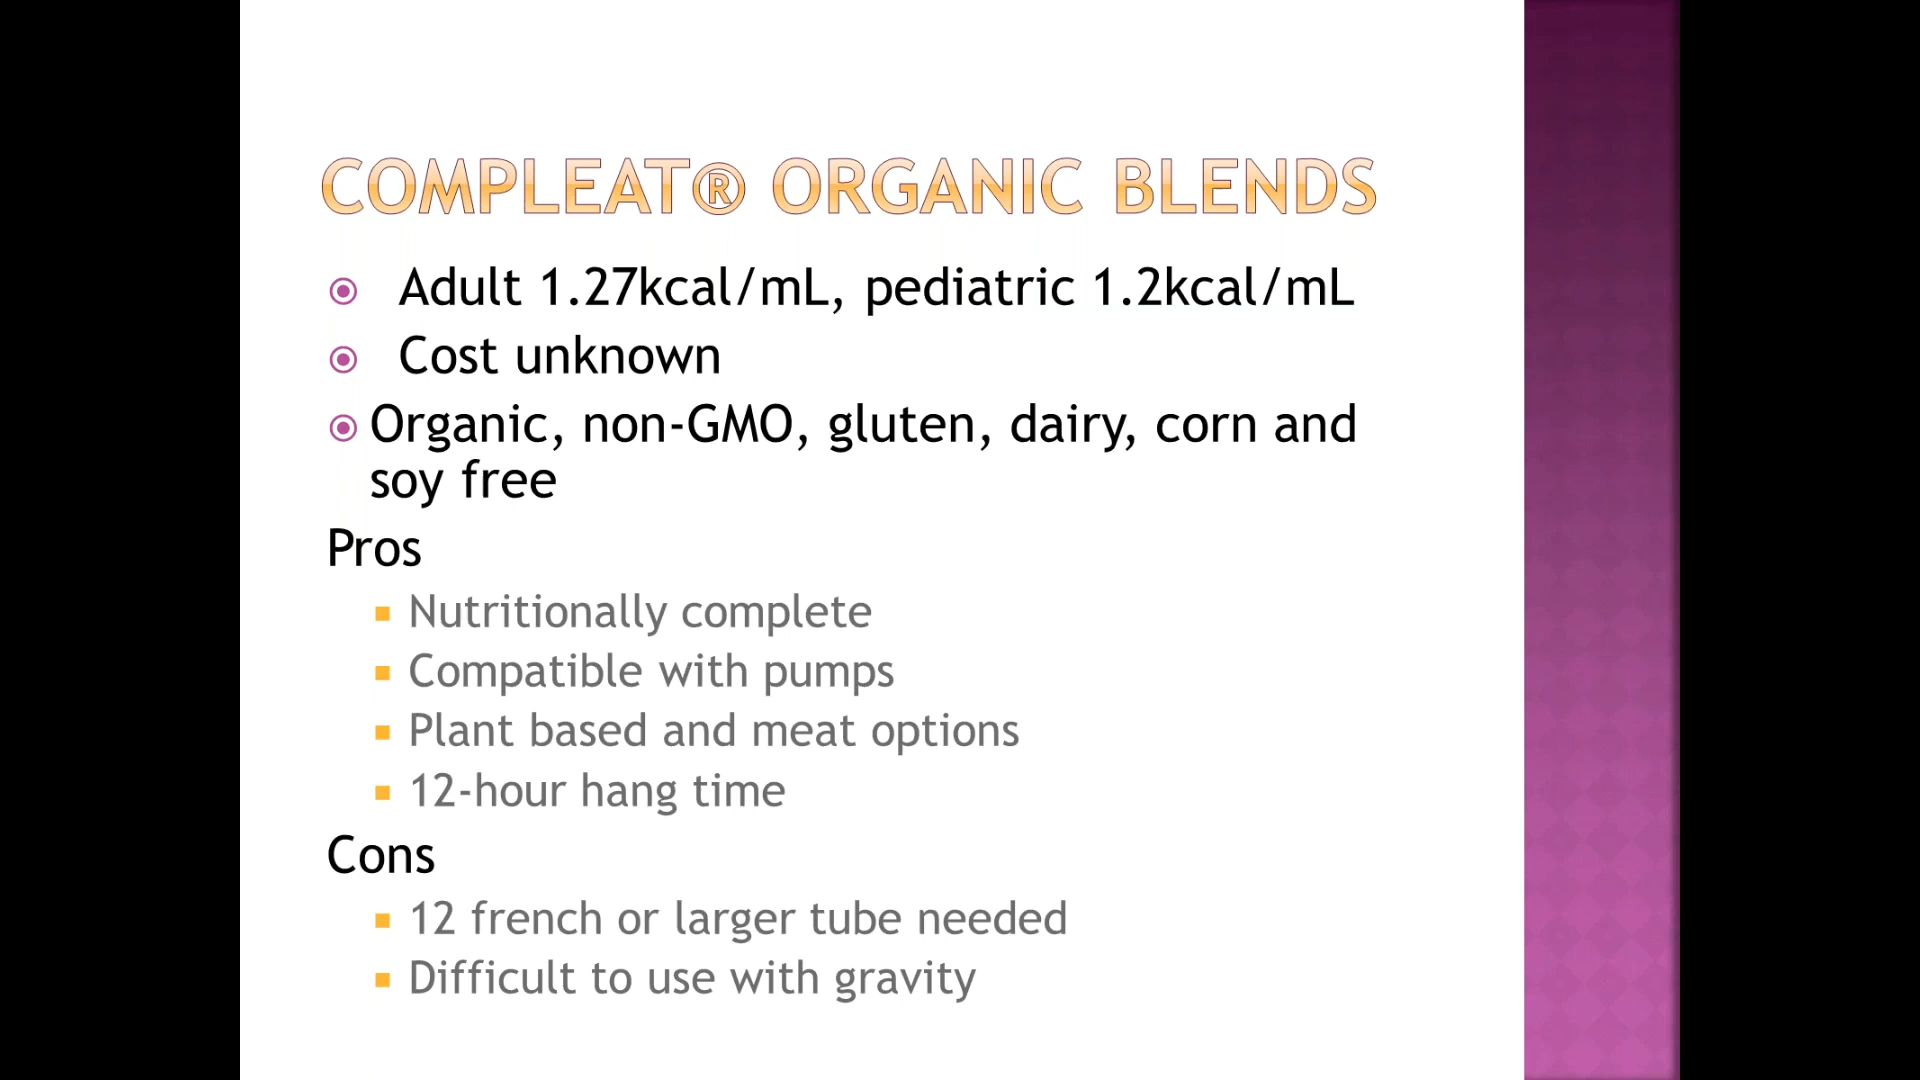 COMPLEAT® ORGANIC BLENDS
Adult 1.27kcal/mL, pediatric 1.2kcal/mL
Cost unknown
Organic, non-GMO, gluten, dairy, corn and
soy free
Pros
Nutritionally complete
Compatible with pumps
Plant based and meat options
12-hour hang time
Cons
12 french or larger tube needed
Difficult to use with gravity